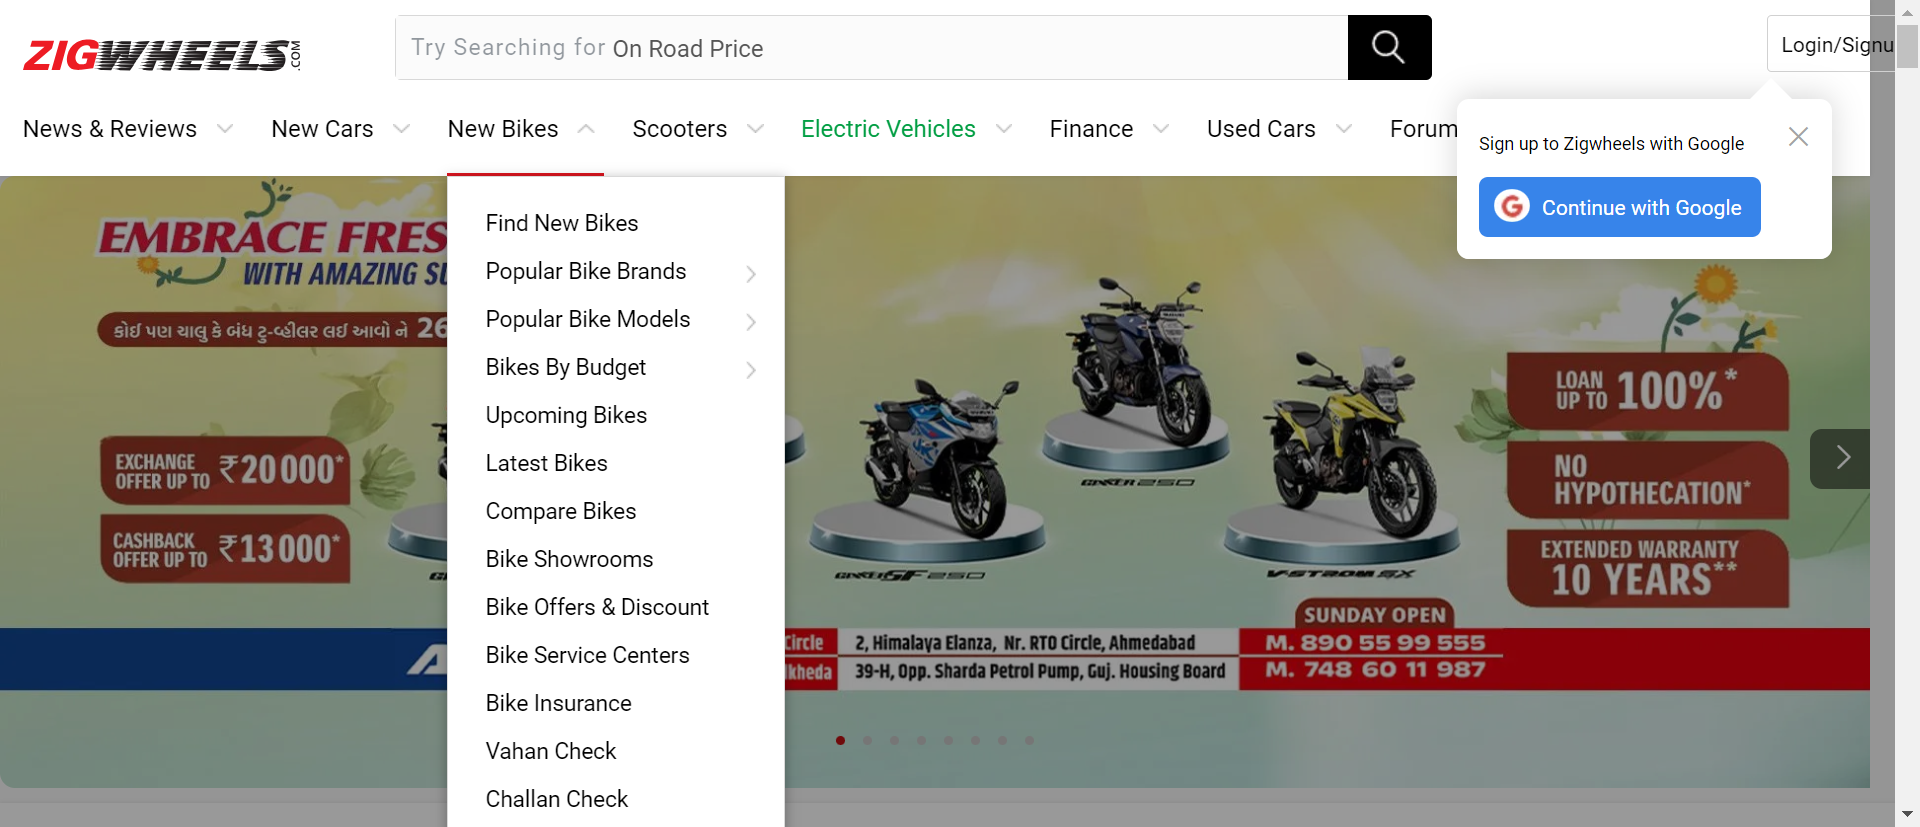 ZIGWHEELS.COM
Try Searching for On Road Price
Login/Signu
News & Reviews
New Cars
New Bikes
Scooters
Electric Vehicles
Finance
Used Cars
Forum
Sign up to Zigwheels with Google
Continue with Google
Find New Bikes
Popular Bike Brands
Popular Bike Models
Bikes By Budget
Upcoming Bikes
Latest Bikes
Compare Bikes
Bike Showrooms
Bike Offers & Discount
Bike Service Centers
Bike Insurance
Vahan Check
Challan Check
EMBRACE FRES
WITH AMAZING SU
કોઈ પણ ચાલુ કે બંધ ટુ-વ્હીલર લઈ આવો ને 26
EXCHANGE
OFFER UP TO ₹20 000*
CASHBACK
OFFER UP TO ₹13 000*
GIXXER 250
GIXXER SF 250
V-STROM SX
LOAN
UP TO 100%*
NO
HYPOTHECATION*
EXTENDED WARRANTY
10 YEARS**
SUNDAY OPEN
Circle 2, Himalaya Elanza, Nr. RTO Circle, Ahmedabad M. 890 55 99 555
lkheda 39-H, Opp. Sharda Petrol Pump, Guj. Housing Board M. 748 60 11 987